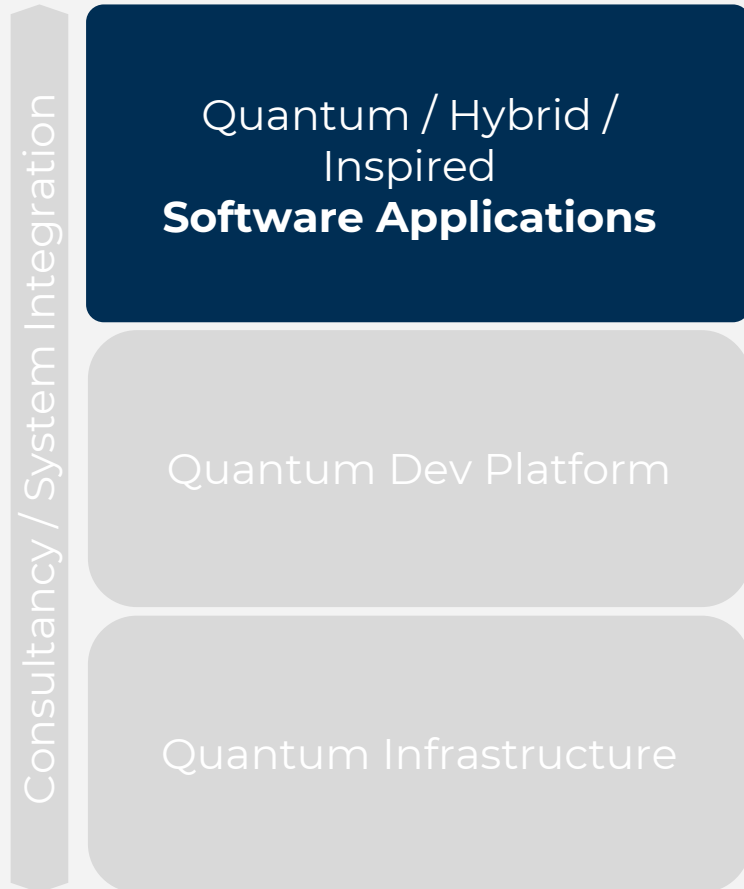 Consultancy / System Integration
Quantum / Hybrid /
Inspired
Software Applications
Quantum Dev Platform
Quantum Infrastructure